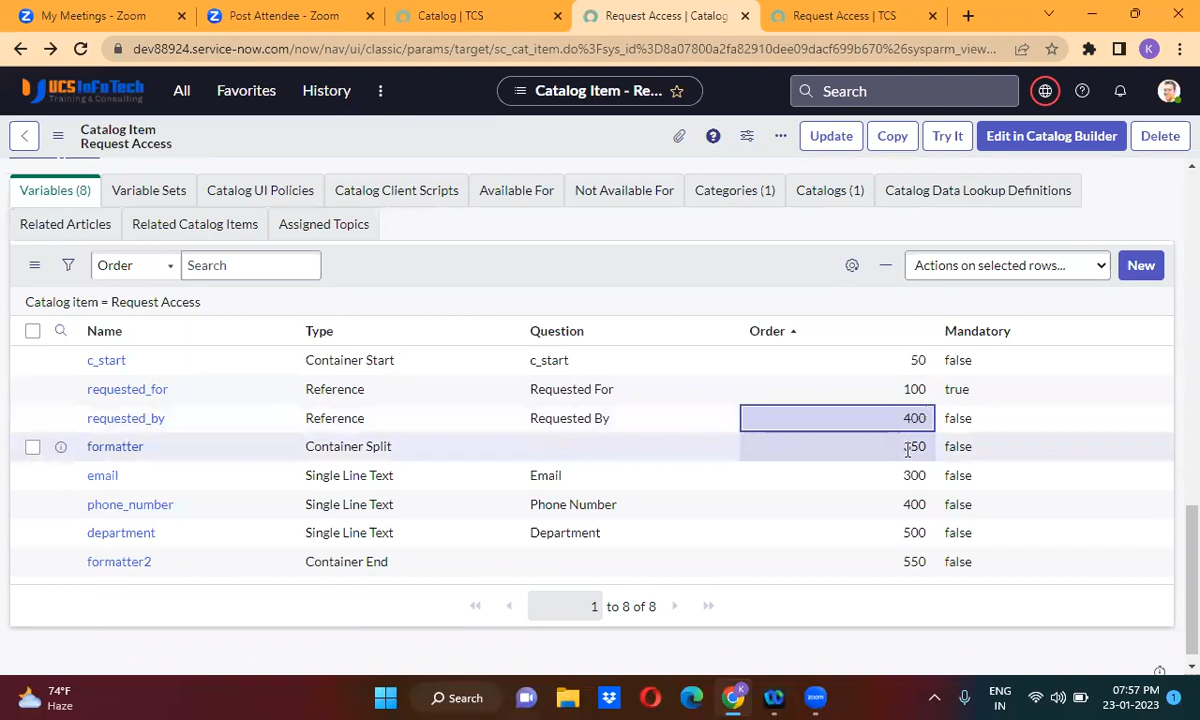 My Meetings - Zoom
Post Attendee - Zoom
Catalog | TCS
Request Access | Catalog
Request Access | TCS
dev88924.service-now.com/now/nav/ui/classic/params/target/sc_cat_item.do%3Fsys_id%3D8a07800a2fa82910dee09dacf699b670%26sysparm_view...
K
UCS InfoTech
Training & Consulting
All
Favorites
History
Catalog Item - Re...
Search
Catalog Item
Request Access
Update
Copy
Try It
Edit in Catalog Builder
Delete
Variables (8)
Variable Sets
Catalog UI Policies
Catalog Client Scripts
Available For
Not Available For
Categories (1)
Catalogs (1)
Catalog Data Lookup Definitions
Related Articles
Related Catalog Items
Assigned Topics
Order
Search
Actions on selected rows...
New
Catalog item = Request Access
Name Type Question Order Mandatory
c_start Container Start c_start 50 false
requested_for Reference Requested For 100 true
requested_by Reference Requested By 400 false
formatter Container Split false
email Single Line Text Email 300 false
phone_number Single Line Text Phone Number 400 false
department Single Line Text Department 500 false
formatter2 Container End 550 false
1 to 8 of 8
74°F
Haze
Search
K
zoom
ENG
IN
07:57 PM
23-01-2023
1